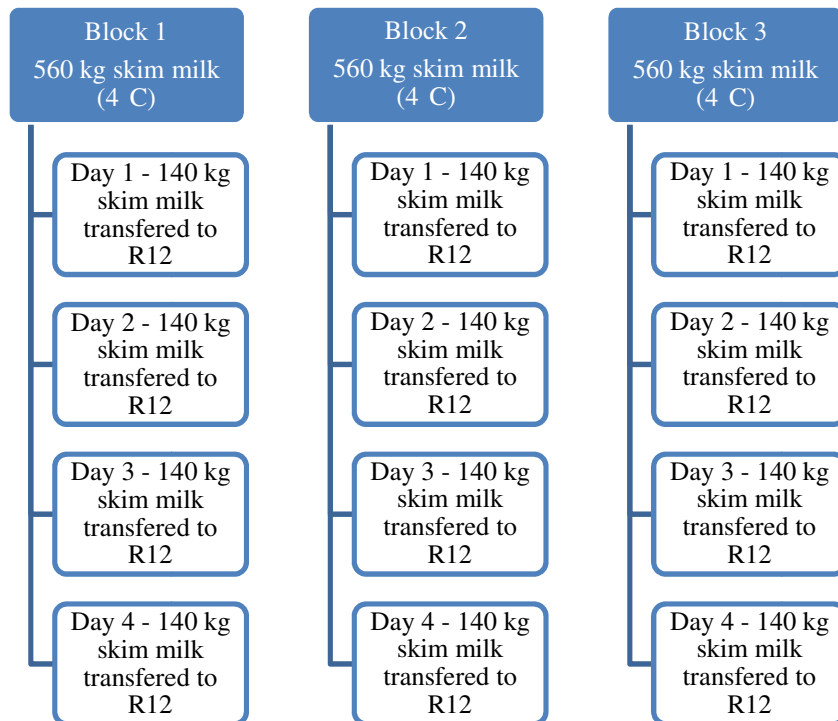 Block 1
560 kg skim milk
(4 C)
Day 1 - 140 kg
skim milk
transfered to
R12
Day 2 - 140 kg
skim milk
transfered to
R12
Day 3 - 140 kg
skim milk
transfered to
R12
Day 4 - 140 kg
skim milk
transfered to
R12
Block 2
560 kg skim milk
(4 C)
Day 1 - 140 kg
skim milk
transfered to
R12
Day 2 - 140 kg
skim milk
transfered to
R12
Day 3 - 140 kg
skim milk
transfered to
R12
Day 4 - 140 kg
skim milk
transfered to
R12
Block 3
560 kg skim milk
(4 C)
Day 1 - 140 kg
skim milk
transfered to
R12
Day 2 - 140 kg
skim milk
transfered to
R12
Day 3 - 140 kg
skim milk
transfered to
R12
Day 4 - 140 kg
skim milk
transfered to
R12